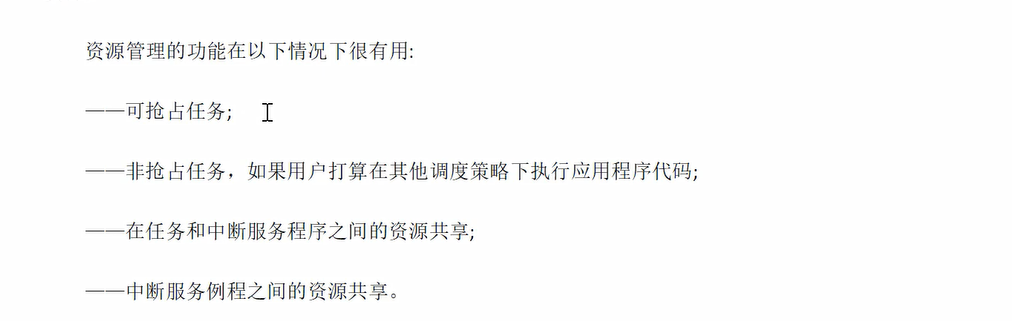 资源管理的功能在以下情况下很有用:
——可抢占任务;
——非抢占任务，如果用户打算在其他调度策略下执行应用程序代码;
——在任务和中断服务程序之间的资源共享;
——中断服务例程之间的资源共享。